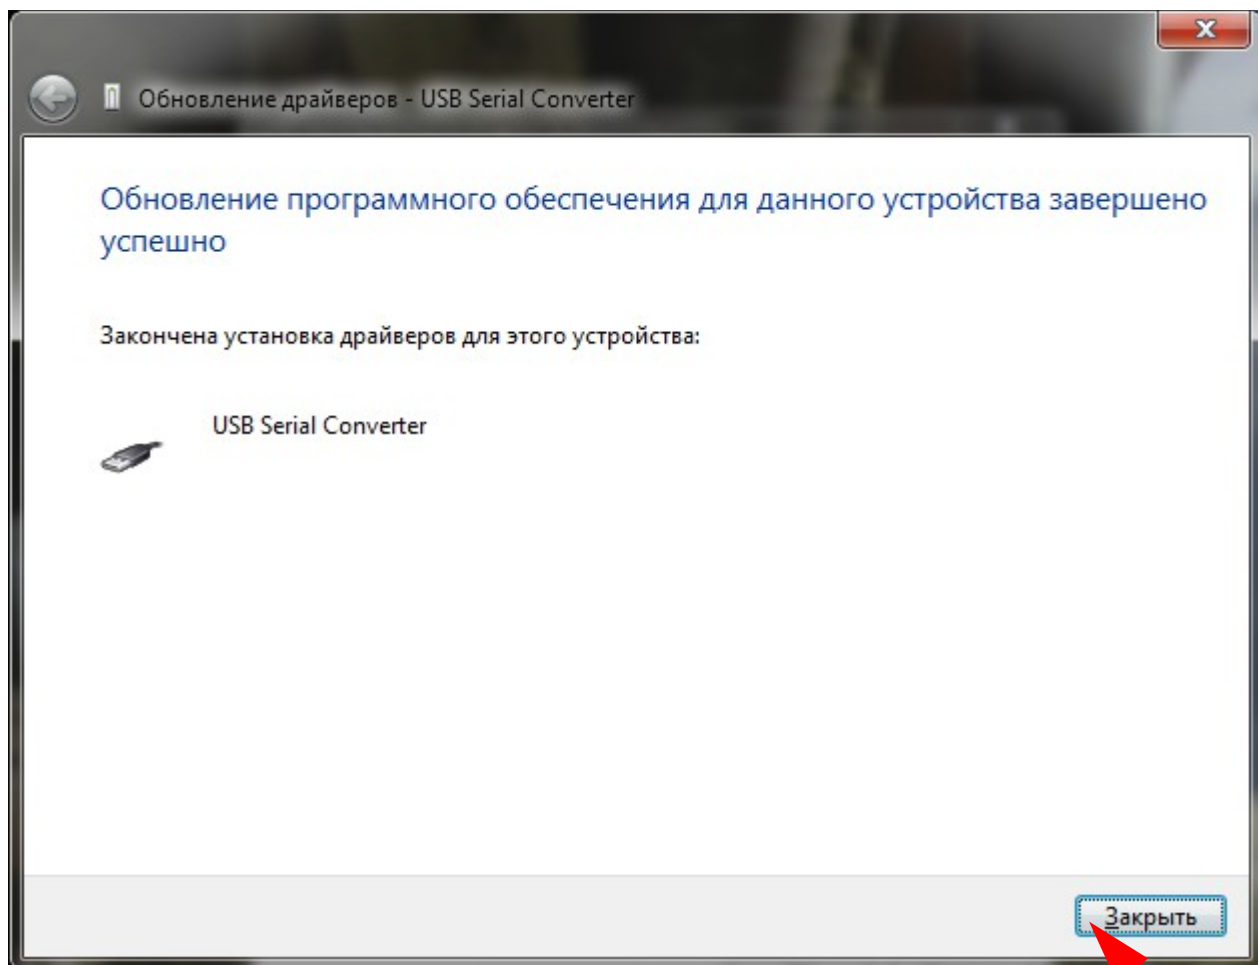 Обновление драйверов - USB Serial Converter
Обновление программного обеспечения для данного устройства завершено
успешно
Закончена установка драйверов для этого устройства:
USB Serial Converter
Закрыть